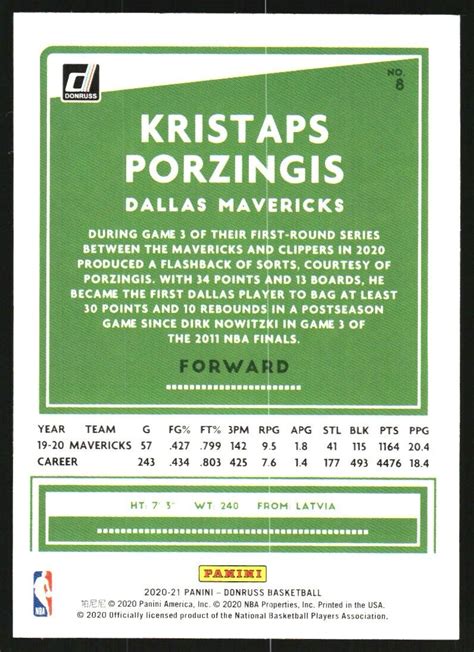 DONRUSS
NO.
8
KRISTAPS
PORZINGIS
DALLAS MAVERICKS
DURING GAME 3 OF THEIR FIRST-ROUND SERIES
BETWEEN THE MAVERICKS AND CLIPPERS IN 2020
PRODUCED A FLASHBACK OF SORTS, COURTESY OF
PORZINGIS. WITH 34 POINTS AND 13 BOARDS, HE
BECAME THE FIRST DALLAS PLAYER TO BAG AT LEAST
30 POINTS AND 10 REBOUNDS IN A POSTSEASON
GAME SINCE DIRK NOWITZKI IN GAME 3 OF
THE 2011 NBA FINALS.
FORWARD
YEAR TEAM G FG% FT% 3PM RPG APG STL BLK PTS PPG
19-20 MAVERICKS 57 .427 .799 142 9.5 1.8 41 115 1164 20.4
CAREER 243 .434 .803 425 7.6 1.4 177 493 4476 18.4
HT: 7' 3" WT: 240 FROM: LATVIA
PANINI
2020-21 PANINI - DONRUSS BASKETBALL
帕尼尼 © 2020 Panini America, Inc. © 2020 NBA Properties, Inc. Printed in the USA.
© 2020 Officially licensed product of the National Basketball Players Association.
NBA